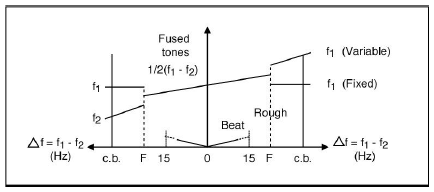 Fused
tones
1/2(f₁ - f₂)
f₁ (Variable)
f₁
f₁ (Fixed)
f₂
Rough
Beat
Δf = f₁ - f₂
(Hz)
c.b. F 15 0 15 F c.b.
Δf = f₁ - f₂
(Hz)